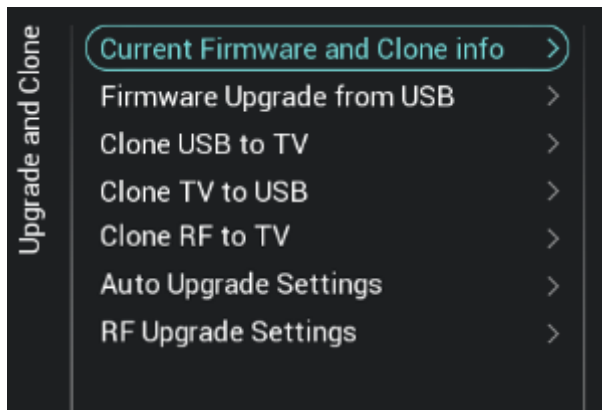 Upgrade and Clone
Current Firmware and Clone info
Firmware Upgrade from USB
Clone USB to TV
Clone TV to USB
Clone RF to TV
Auto Upgrade Settings
RF Upgrade Settings